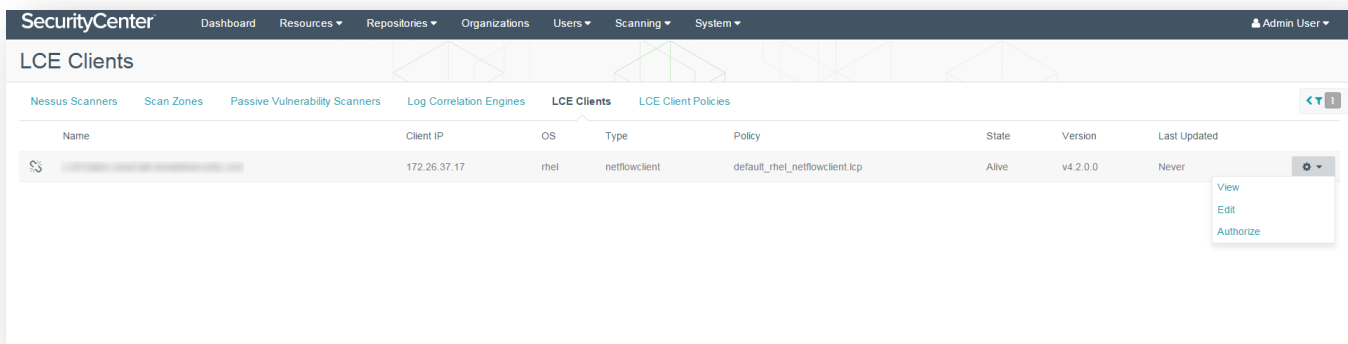 SecurityCenter Dashboard Resources Repositories Organizations Users Scanning System Admin User
LCE Clients
Nessus Scanners Scan Zones Passive Vulnerability Scanners Log Correlation Engines LCE Clients LCE Client Policies 1
Name Client IP OS Type Policy State Version Last Updated
172.26.37.17 rhel netflowclient default_rhel_netflowclient.lcp Alive v4.2.0.0 Never
View
Edit
Authorize